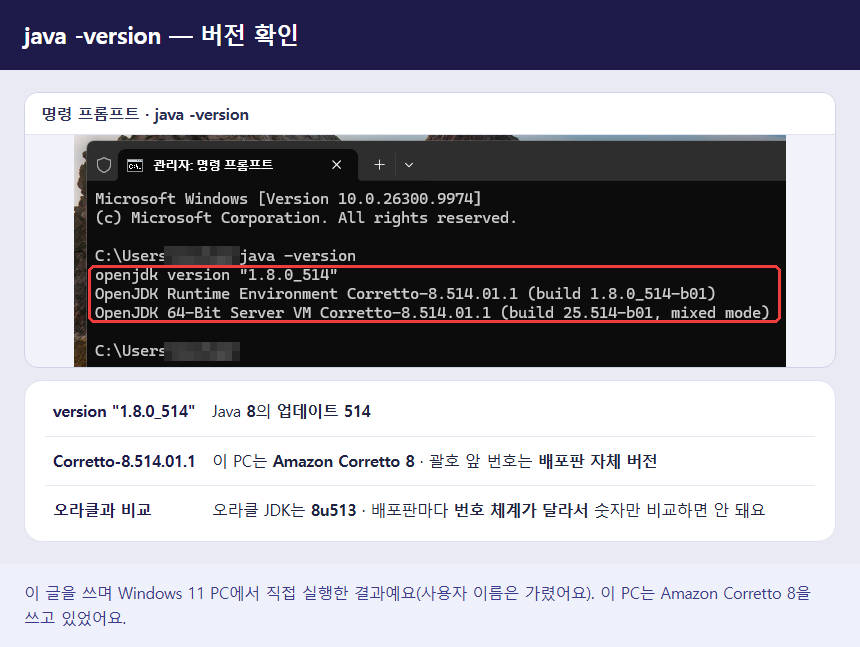 java -version — 버전 확인
명령 프롬프트 · java -version
관리자: 명령 프롬프트
Microsoft Windows [Version 10.0.26300.9974]
(c) Microsoft Corporation. All rights reserved.
C:\Users java -version
openjdk version "1.8.0_514"
OpenJDK Runtime Environment Corretto-8.514.01.1 (build 1.8.0_514-b01)
OpenJDK 64-Bit Server VM Corretto-8.514.01.1 (build 25.514-b01, mixed mode)
C:\Users
version "1.8.0_514" Java 8의 업데이트 514
Corretto-8.514.01.1 이 PC는 Amazon Corretto 8 · 괄호 앞 번호는 배포판 자체 버전
오라클과 비교 오라클 JDK는 8u513 · 배포판마다 번호 체계가 달라서 숫자만 비교하면 안 돼요
이 글을 쓰며 Windows 11 PC에서 직접 실행한 결과예요(사용자 이름은 가렸어요). 이 PC는 Amazon Corretto 8을
쓰고 있었어요.